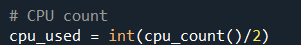 # CPU count
cpu_used = int(cpu_count()/2)